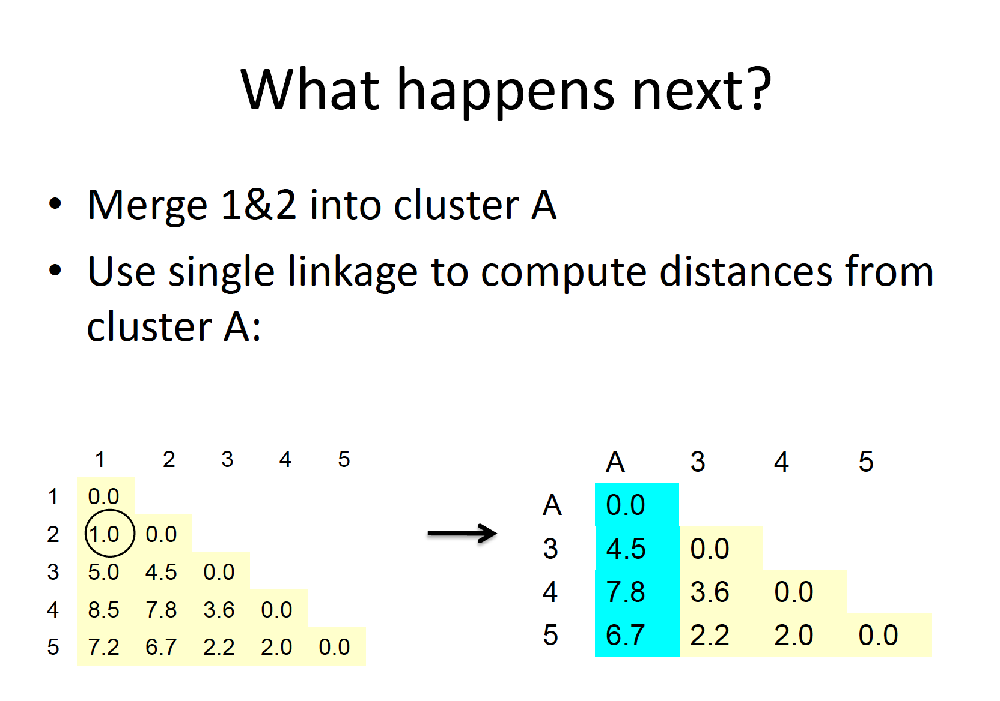 What happens next?
• Merge 1&2 into cluster A
• Use single linkage to compute distances from
cluster A:
1 2 3 4 5
1 0.0
2 1.0 0.0
3 5.0 4.5 0.0
4 8.5 7.8 3.6 0.0
5 7.2 6.7 2.2 2.0 0.0
A 3 4 5
A 0.0
3 4.5 0.0
4 7.8 3.6 0.0
5 6.7 2.2 2.0 0.0